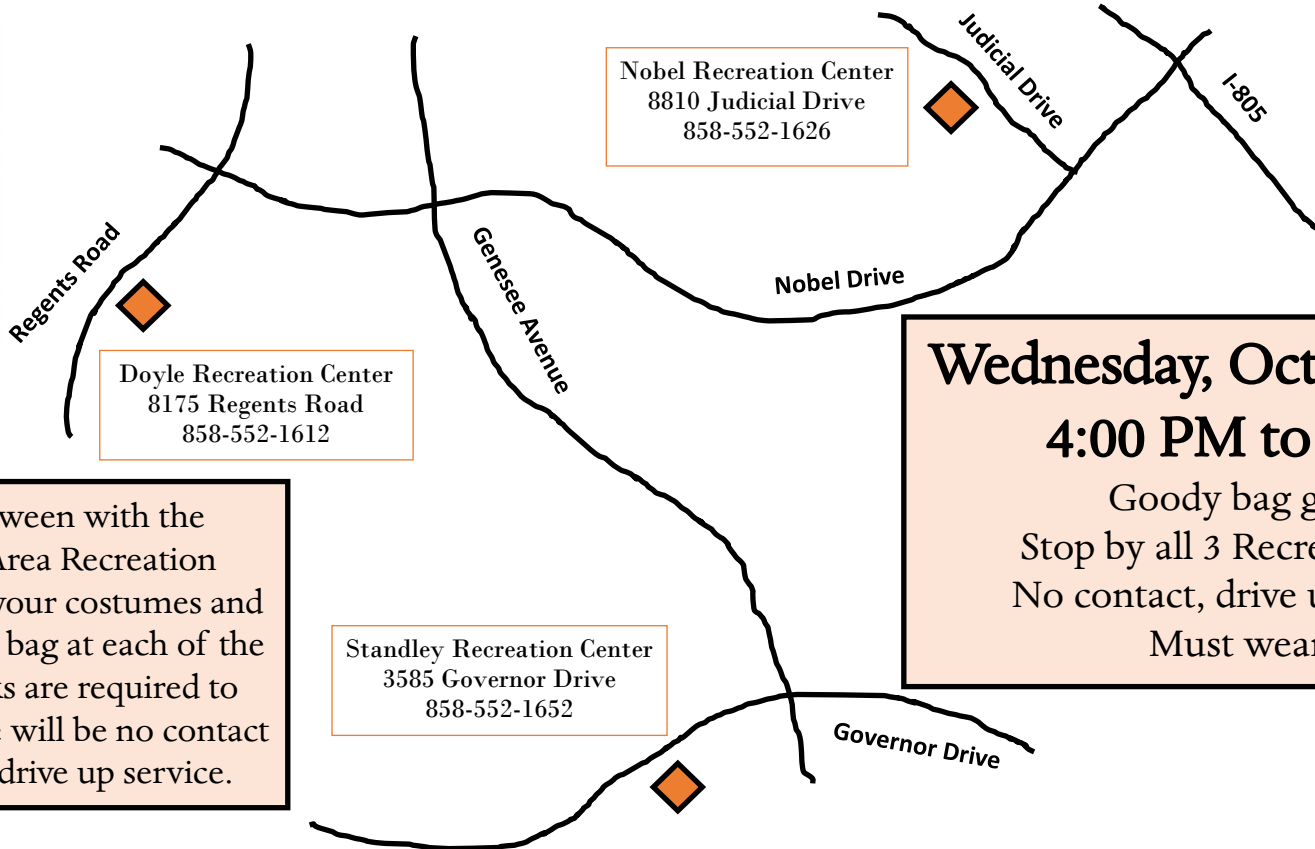 Judicial Drive
I-805
Nobel Recreation Center
8810 Judicial Drive
858-552-1626
Regents Road
Genesee Avenue
Nobel Drive
Doyle Recreation Center
8175 Regents Road
858-552-1612
Wednesday, Oct
4:00 PM to
Goody bag g
Stop by all 3 Recre
No contact, drive u
Must wear
ween with the
Area Recreation
your costumes and
bag at each of the
ks are required to
e will be no contact
drive up service.
Standley Recreation Center
3585 Governor Drive
858-552-1652
Governor Drive